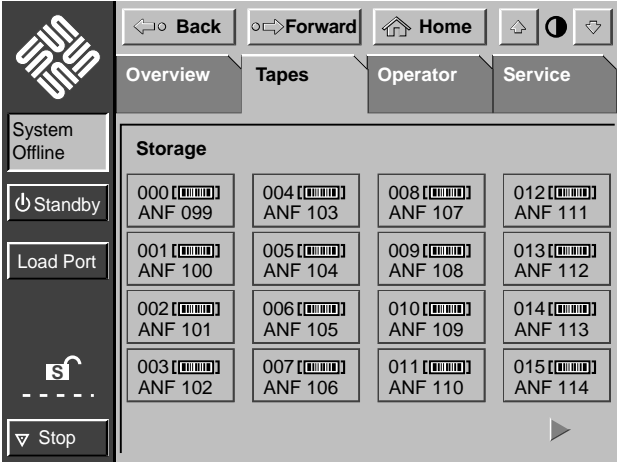 Back
Forward
Home
Overview
Tapes
Operator
Service
System
Offline
Standby
Load Port
S
Stop
Storage
000
ANF 099
004
ANF 103
008
ANF 107
012
ANF 111
001
ANF 100
005
ANF 104
009
ANF 108
013
ANF 112
002
ANF 101
006
ANF 105
010
ANF 109
014
ANF 113
003
ANF 102
007
ANF 106
011
ANF 110
015
ANF 114